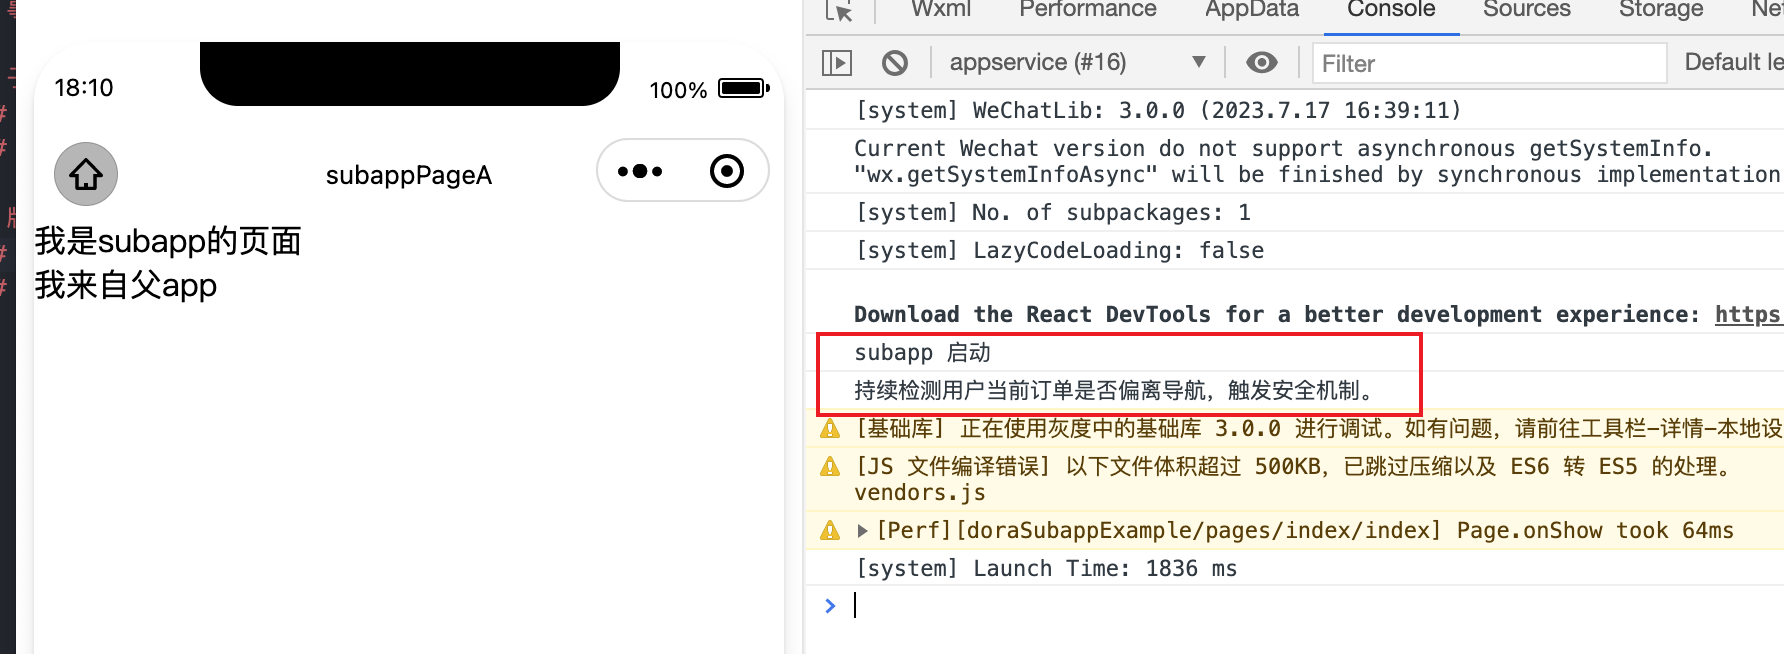 18:10
100%
subappPageA
我是subapp的页面
我来自父app
Wxml Performance AppData Console Sources Storage
appservice (#16) Filter Default
[system] WeChatLib: 3.0.0 (2023.7.17 16:39:11)
Current Wechat version do not support asynchronous getSystemInfo.
"wx.getSystemInfoAsync" will be finished by synchronous implementation
[system] No. of subpackages: 1
[system] LazyCodeLoading: false
Download the React DevTools for a better development experience: https
subapp 启动
持续检测用户当前订单是否偏离导航，触发安全机制。
[基础库] 正在使用灰度中的基础库 3.0.0 进行调试。如有问题，请前往工具栏-详情-本地设
[JS 文件编译错误] 以下文件体积超过 500KB，已跳过压缩以及 ES6 转 ES5 的处理。
vendors.js
[Perf][doraSubappExample/pages/index/index] Page.onShow took 64ms
[system] Launch Time: 1836 ms